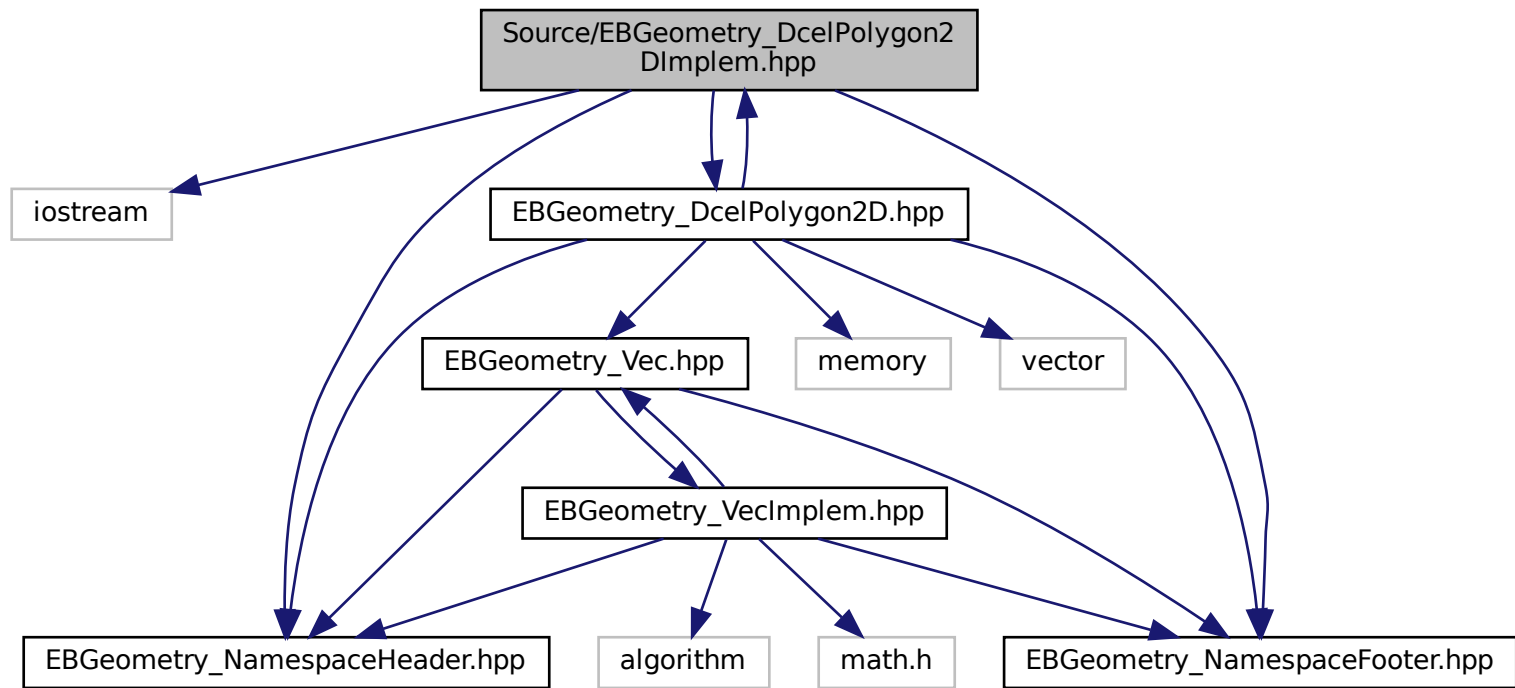 Source/EBGeometry_DcelPolygon2
DImplem.hpp
iostream
EBGeometry_DcelPolygon2D.hpp
EBGeometry_Vec.hpp
memory
vector
EBGeometry_VecImplem.hpp
EBGeometry_NamespaceHeader.hpp
algorithm
math.h
EBGeometry_NamespaceFooter.hpp